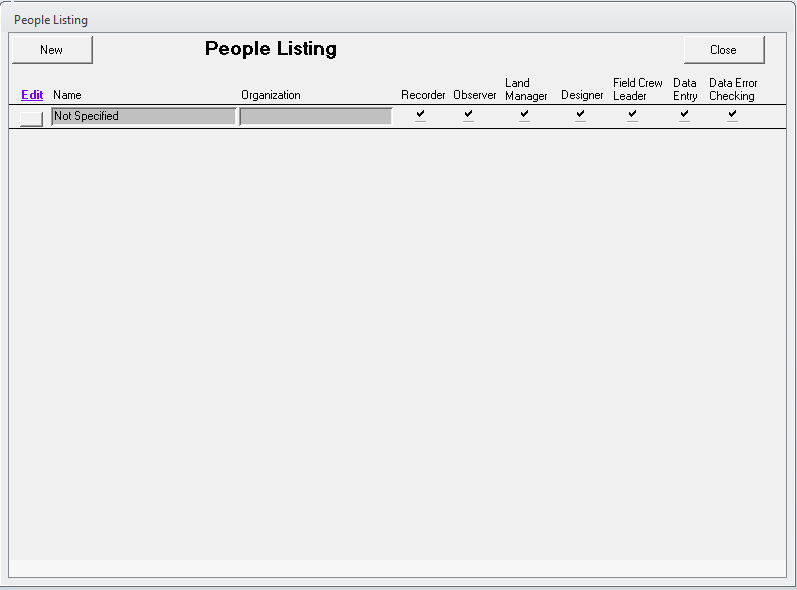 People Listing
New
People Listing
Close
Edit Name Organization Recorder Observer Land Manager Designer Field Crew Leader Data Entry Data Error Checking
Not Specified